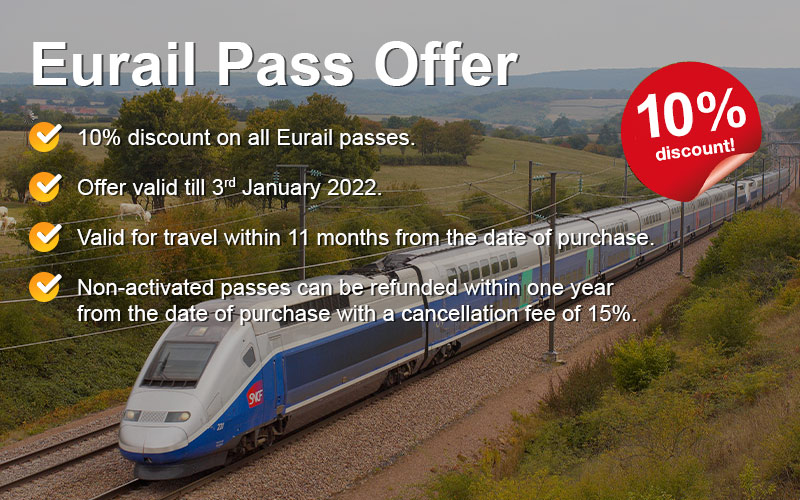 Eurail Pass Offer
10%
discount!
10% discount on all Eurail passes.
Offer valid till 3rd January 2022.
Valid for travel within 11 months from the date of purchase.
Non-activated passes can be refunded within one year
from the date of purchase with a cancellation fee of 15%.
SNCF